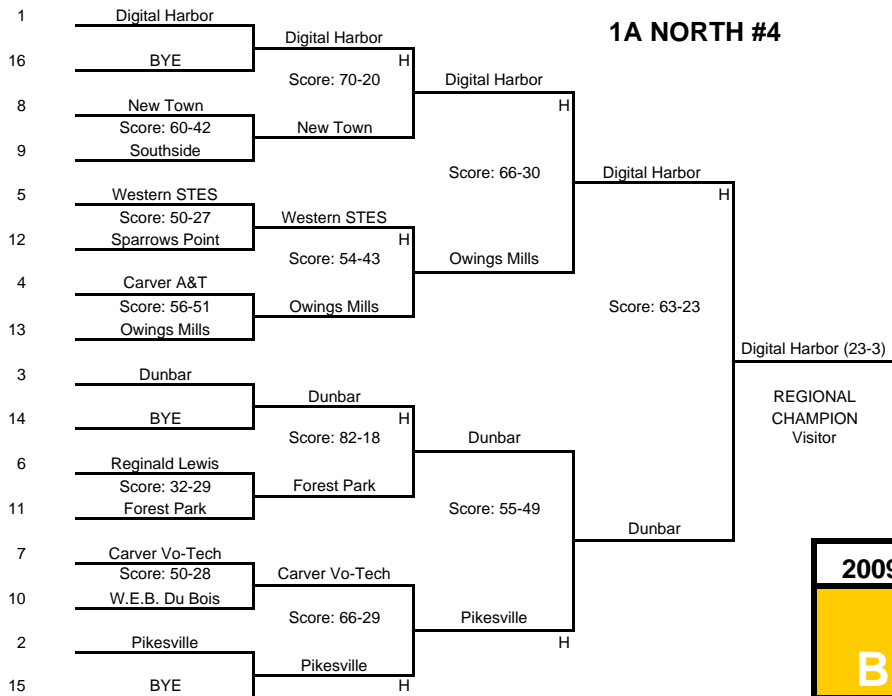 1A NORTH #4
1 Digital Harbor
16 BYE
8 New Town
Score: 60-42
9 Southside
5 Western STES
Score: 50-27
12 Sparrows Point
4 Carver A&T
Score: 56-51
13 Owings Mills
3 Dunbar
14 BYE
6 Reginald Lewis
Score: 32-29
11 Forest Park
7 Carver Vo-Tech
Score: 50-28
10 W.E.B. Du Bois
2 Pikesville
15 BYE
Digital Harbor
H
Score: 70-20
New Town
Western STES
H
Score: 54-43
Owings Mills
Dunbar
H
Score: 82-18
Forest Park
Carver Vo-Tech
Score: 66-29
Pikesville
H
Digital Harbor
H
Score: 66-30
Owings Mills
Dunbar
Score: 55-49
Pikesville
H
Digital Harbor
H
Score: 63-23
Dunbar
Digital Harbor (23-3)
REGIONAL
CHAMPION
Visitor
2009
B